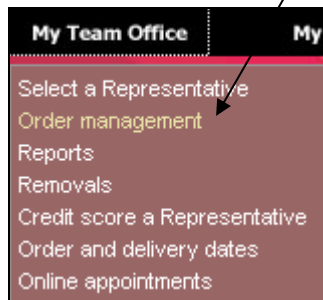 My Team Office My
Select a Representative
Order management
Reports
Removals
Credit score a Representative
Order and delivery dates
Online appointments